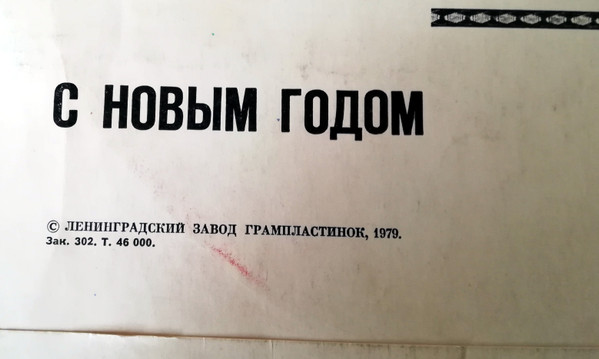 С НОВЫМ ГОДОМ
© ЛЕНИНГРАДСКИЙ ЗАВОД ГРАМПЛАСТИНОК, 1979.
Зак. 302. Т. 46 000.